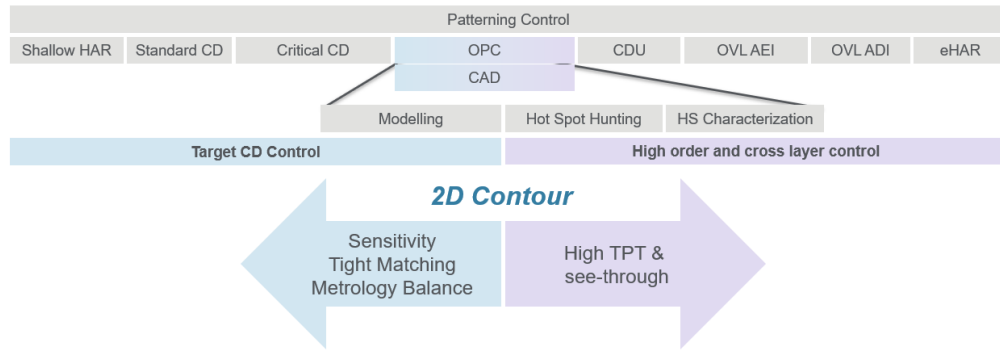 Patterning Control
Shallow HAR
Standard CD
Critical CD
OPC
CDU
OVL AEI
OVL ADI
eHAR
CAD
Modelling
Hot Spot Hunting
HS Characterization
Target CD Control
High order and cross layer control
2D Contour
Sensitivity
Tight Matching
Metrology Balance
High TPT &
see-through